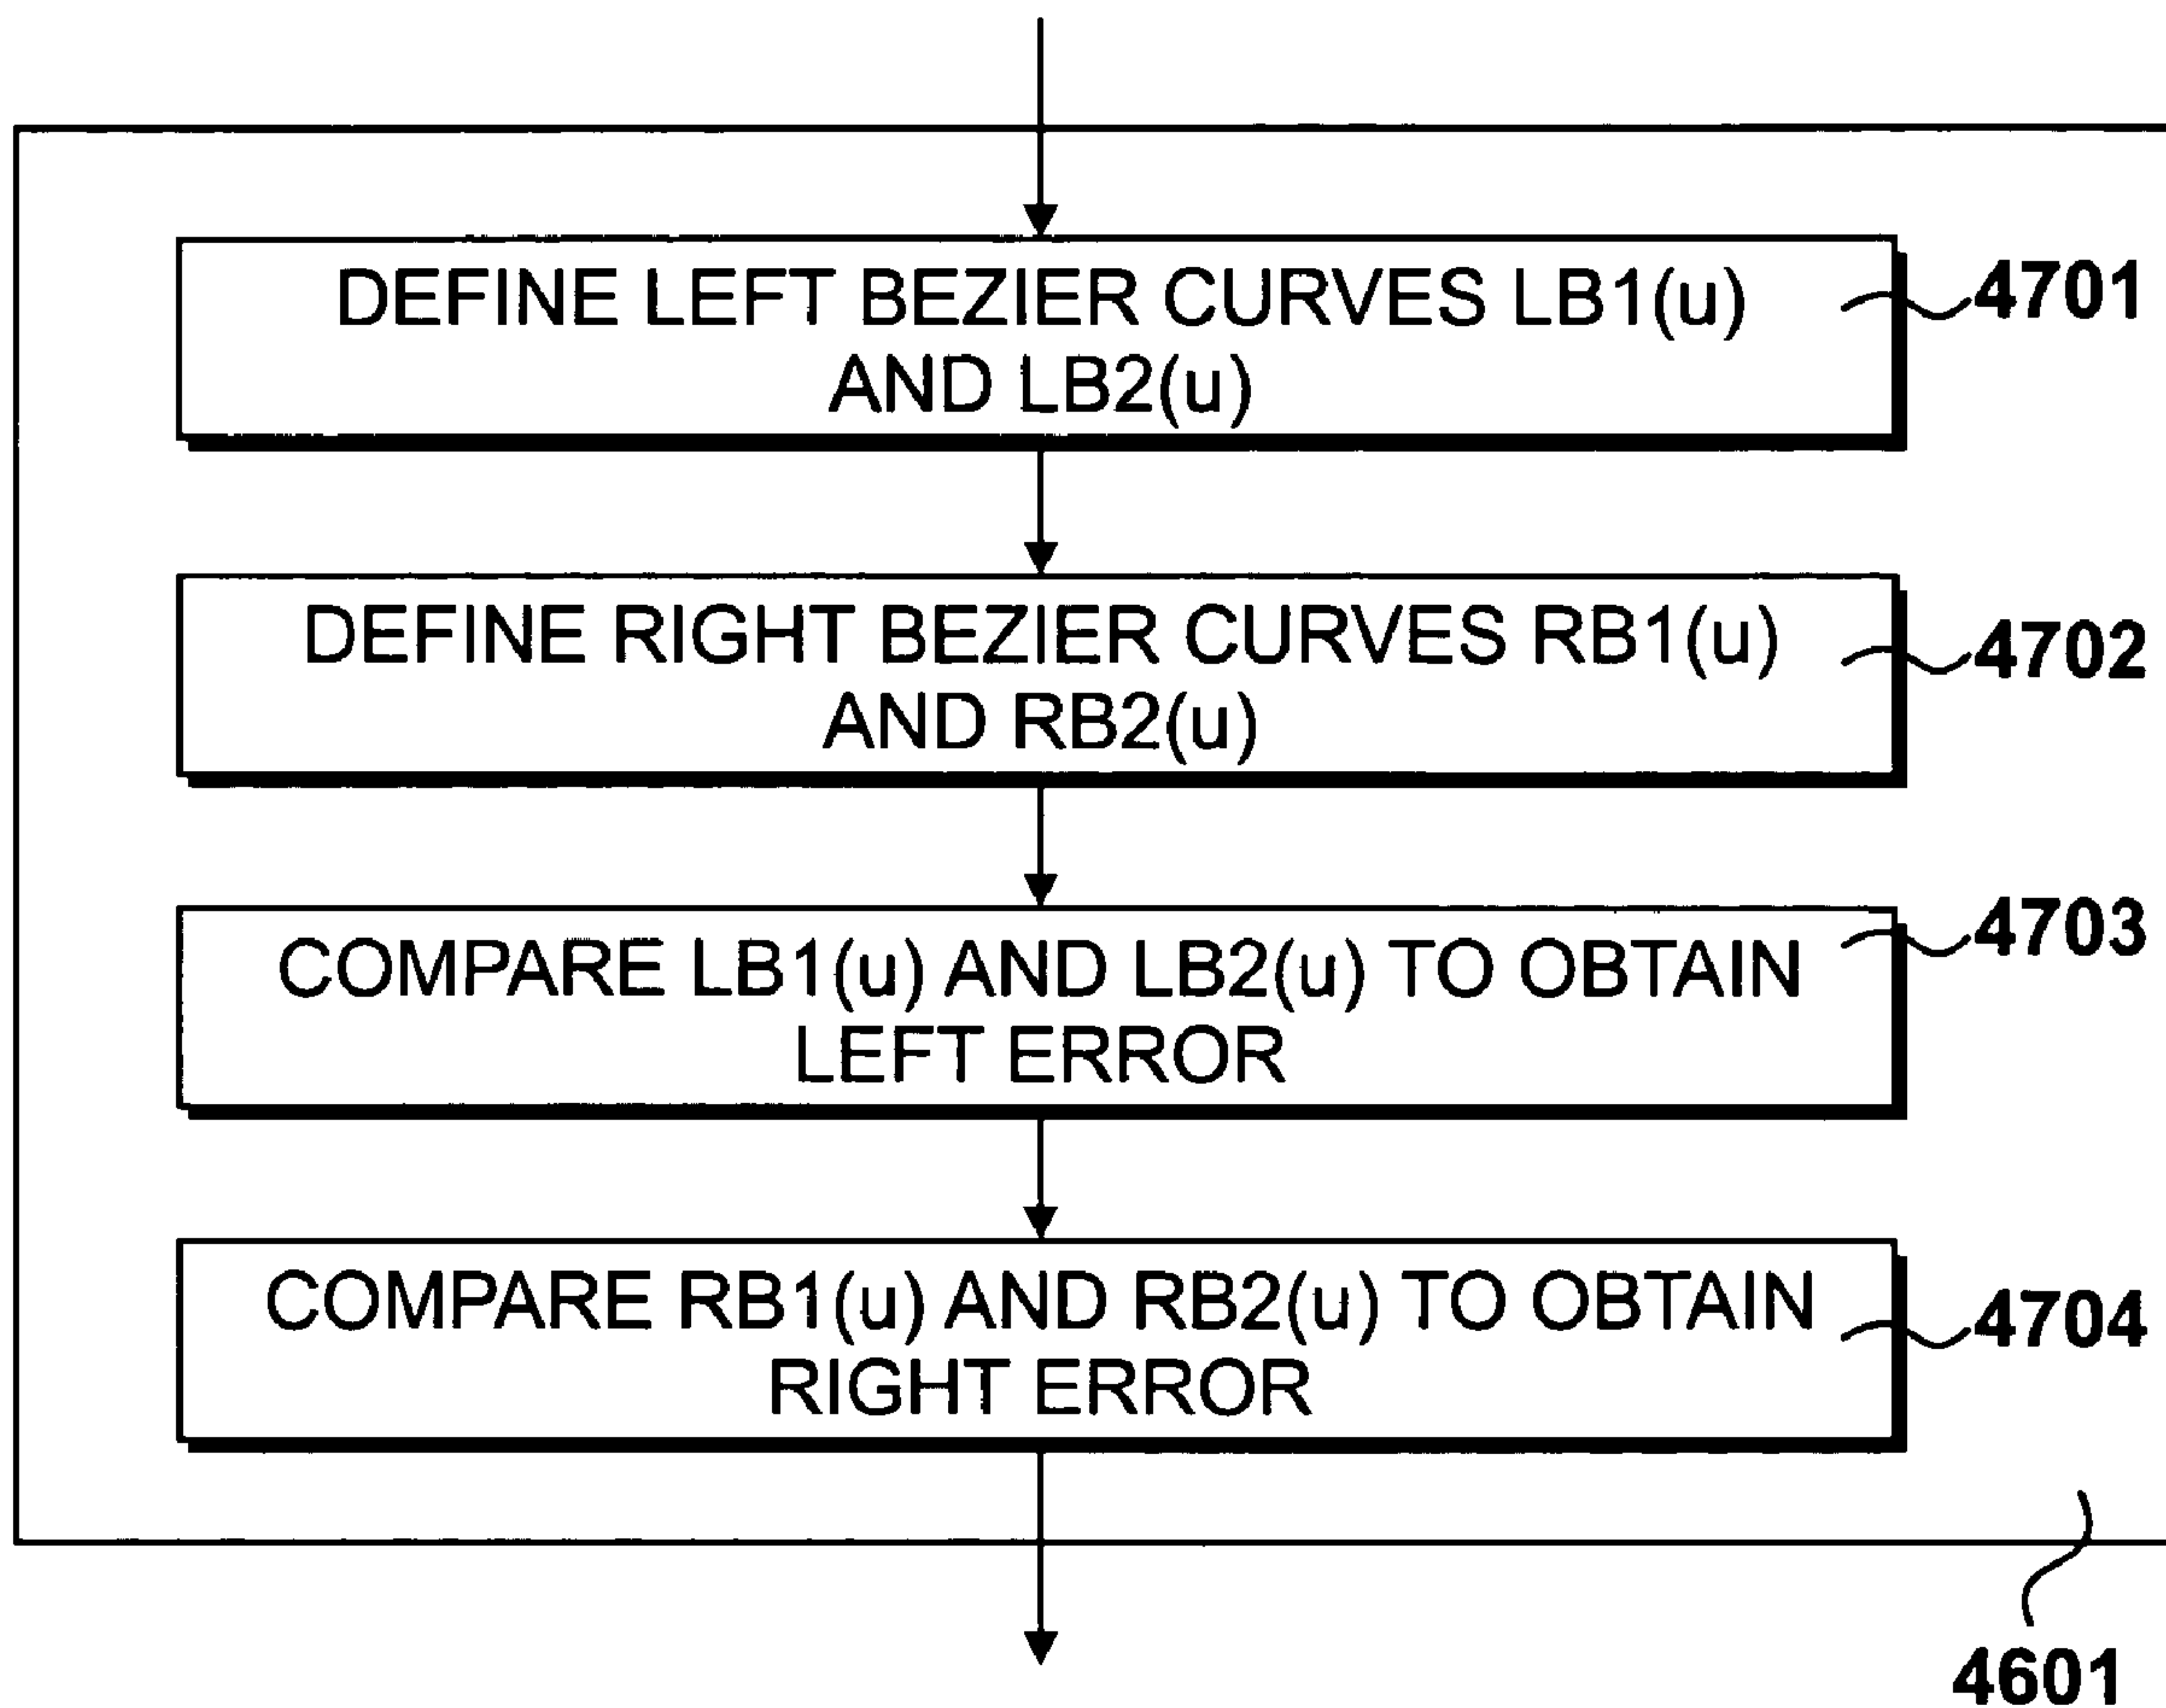 DEFINE LEFT BEZIER CURVES LB1(u)
AND LB2(u)
4701
DEFINE RIGHT BEZIER CURVES RB1(u)
AND RB2(u)
4702
COMPARE LB1(u) AND LB2(u) TO OBTAIN
LEFT ERROR
4703
COMPARE RB1(u) AND RB2(u) TO OBTAIN
RIGHT ERROR
4704
4601